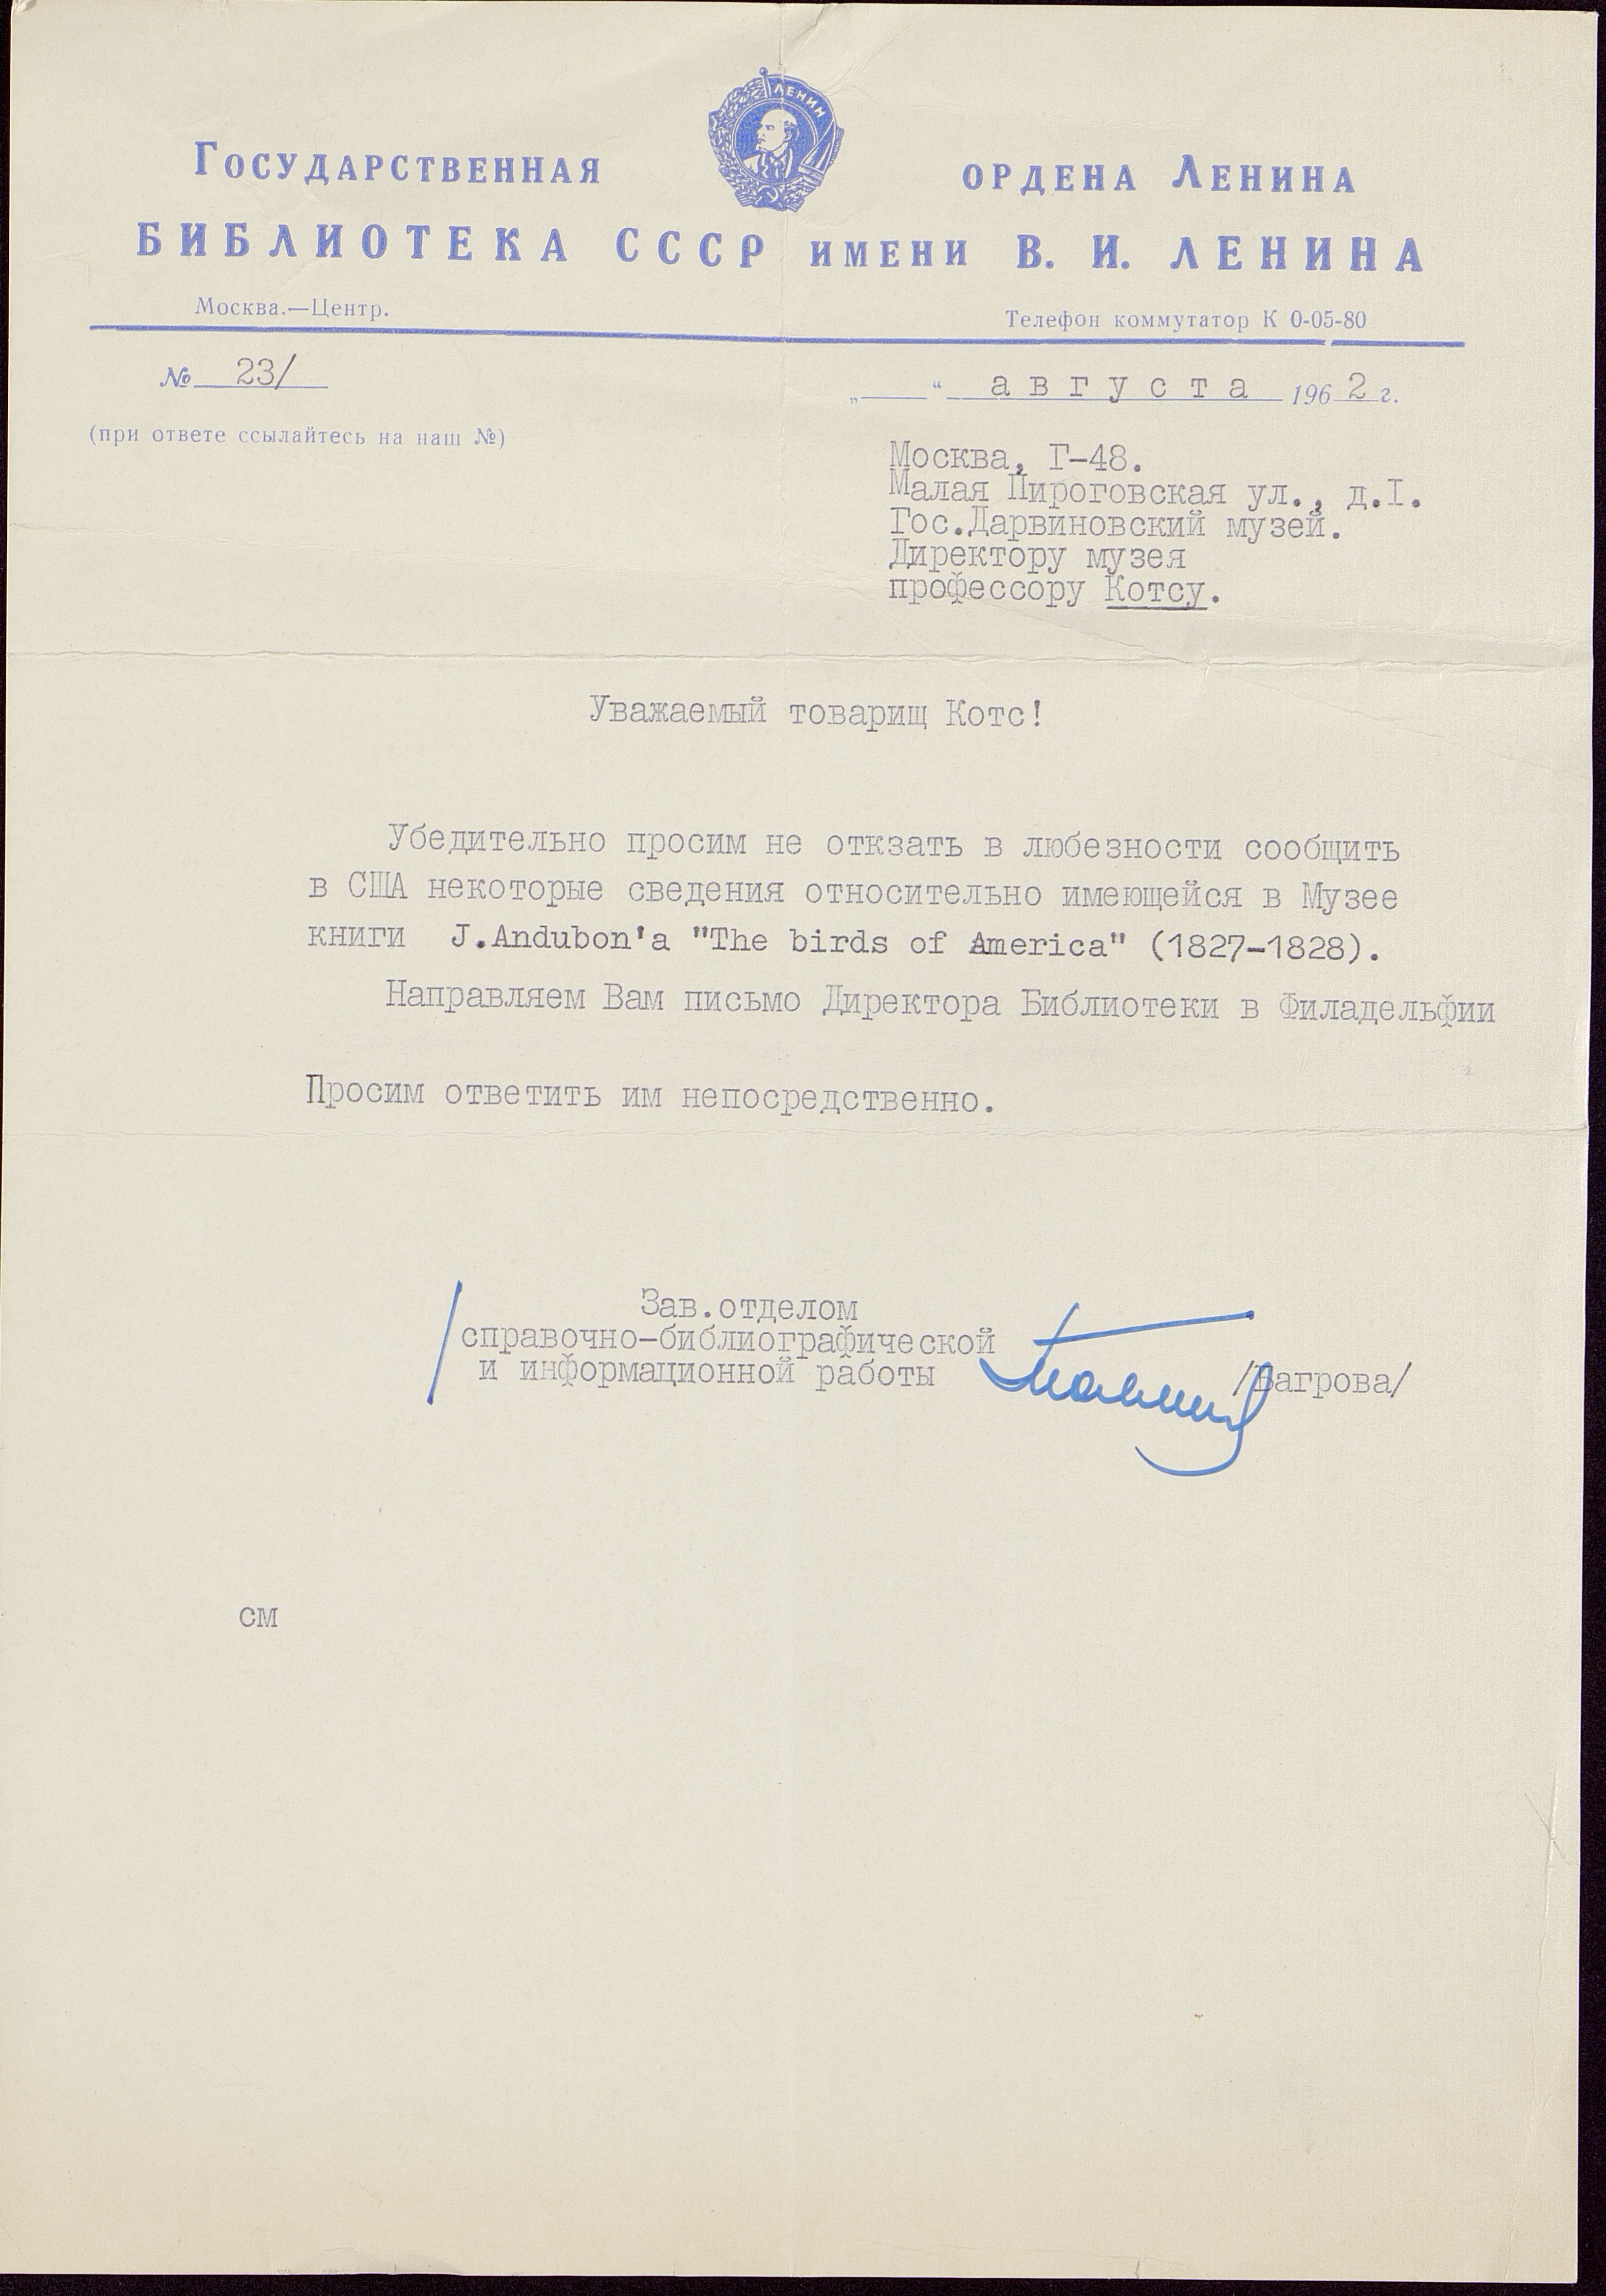 ЛЕНИН
Государственная ордена Ленина
БИБЛИОТЕКА СССР имени В. И. ЛЕНИНА
Москва.—Центр.
Телефон коммутатор К 0-05-80
№ 23/
„ “ августа 1962 г.
(при ответе ссылайтесь на наш №)
Москва, Г-48.
Малая Пироговская ул., д.I.
Гос.Дарвиновский музей.
Директору музея
профессору Котсу.
Уважаемый товарищ Котс!
Убедительно просим не откзать в любезности сообщить
в США некоторые сведения относительно имеющейся в Музее
книги J.Andubon'a "The birds of America" (1827-1828).
Направляем Вам письмо Директора Библиотеки в Филадельфии
Просим ответить им непосредственно.
Зав.отделом
справочно-библиографической
и информационной работы /Багрова/
см